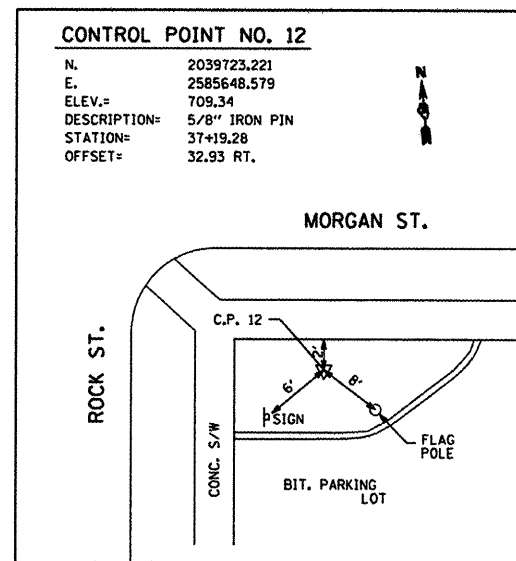 CONTROL POINT NO. 12
N. 2039723.221
E. 2585648.579
ELEV.= 709.34
DESCRIPTION= 5/8" IRON PIN
STATION= 37+19.28
OFFSET= 32.93 RT.
N
MORGAN ST.
C.P. 12
2'
6'
8'
SIGN
ROCK ST.
CONC. S/W
FLAG
POLE
BIT. PARKING
LOT